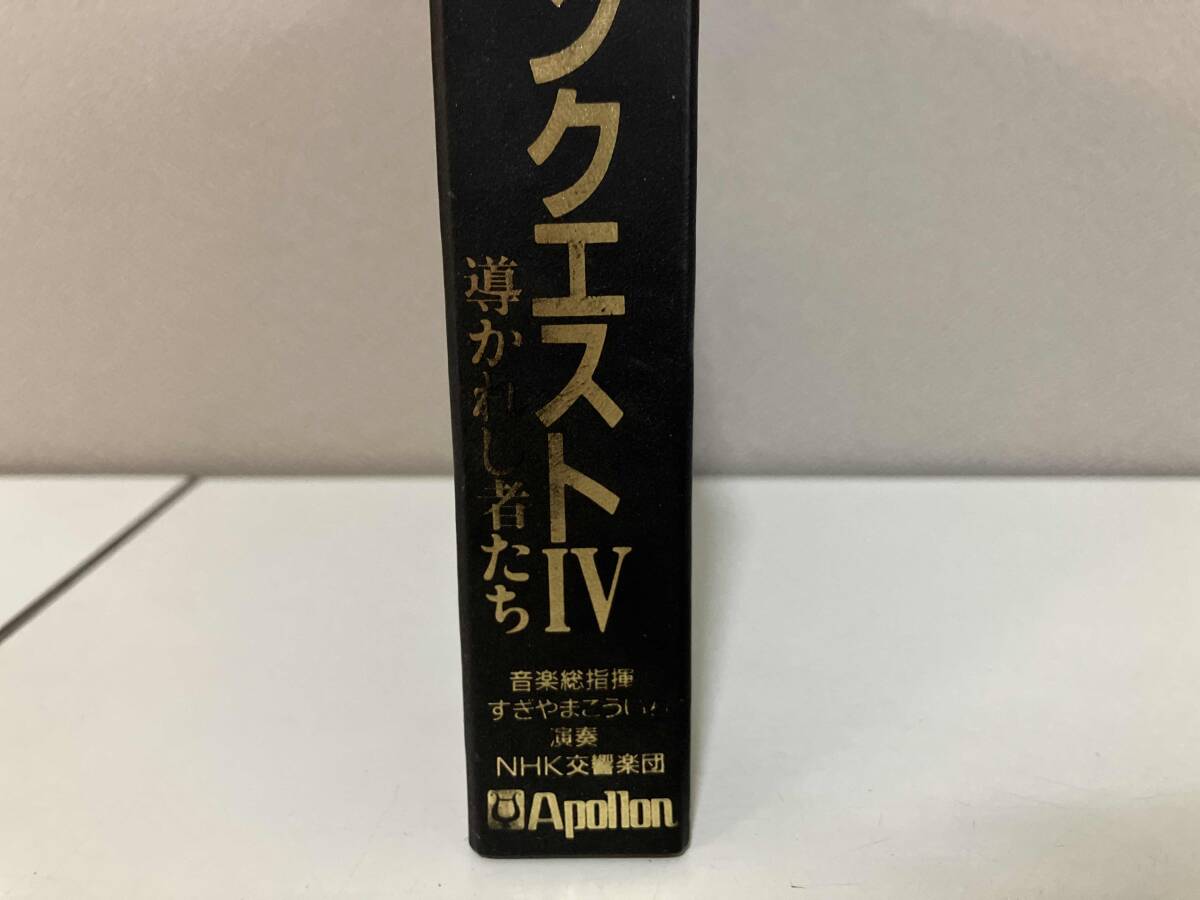 ンクエストIV
導かれし者たち
音楽総指揮
すぎやまこうい
演奏
NHK交響楽団
Apollon